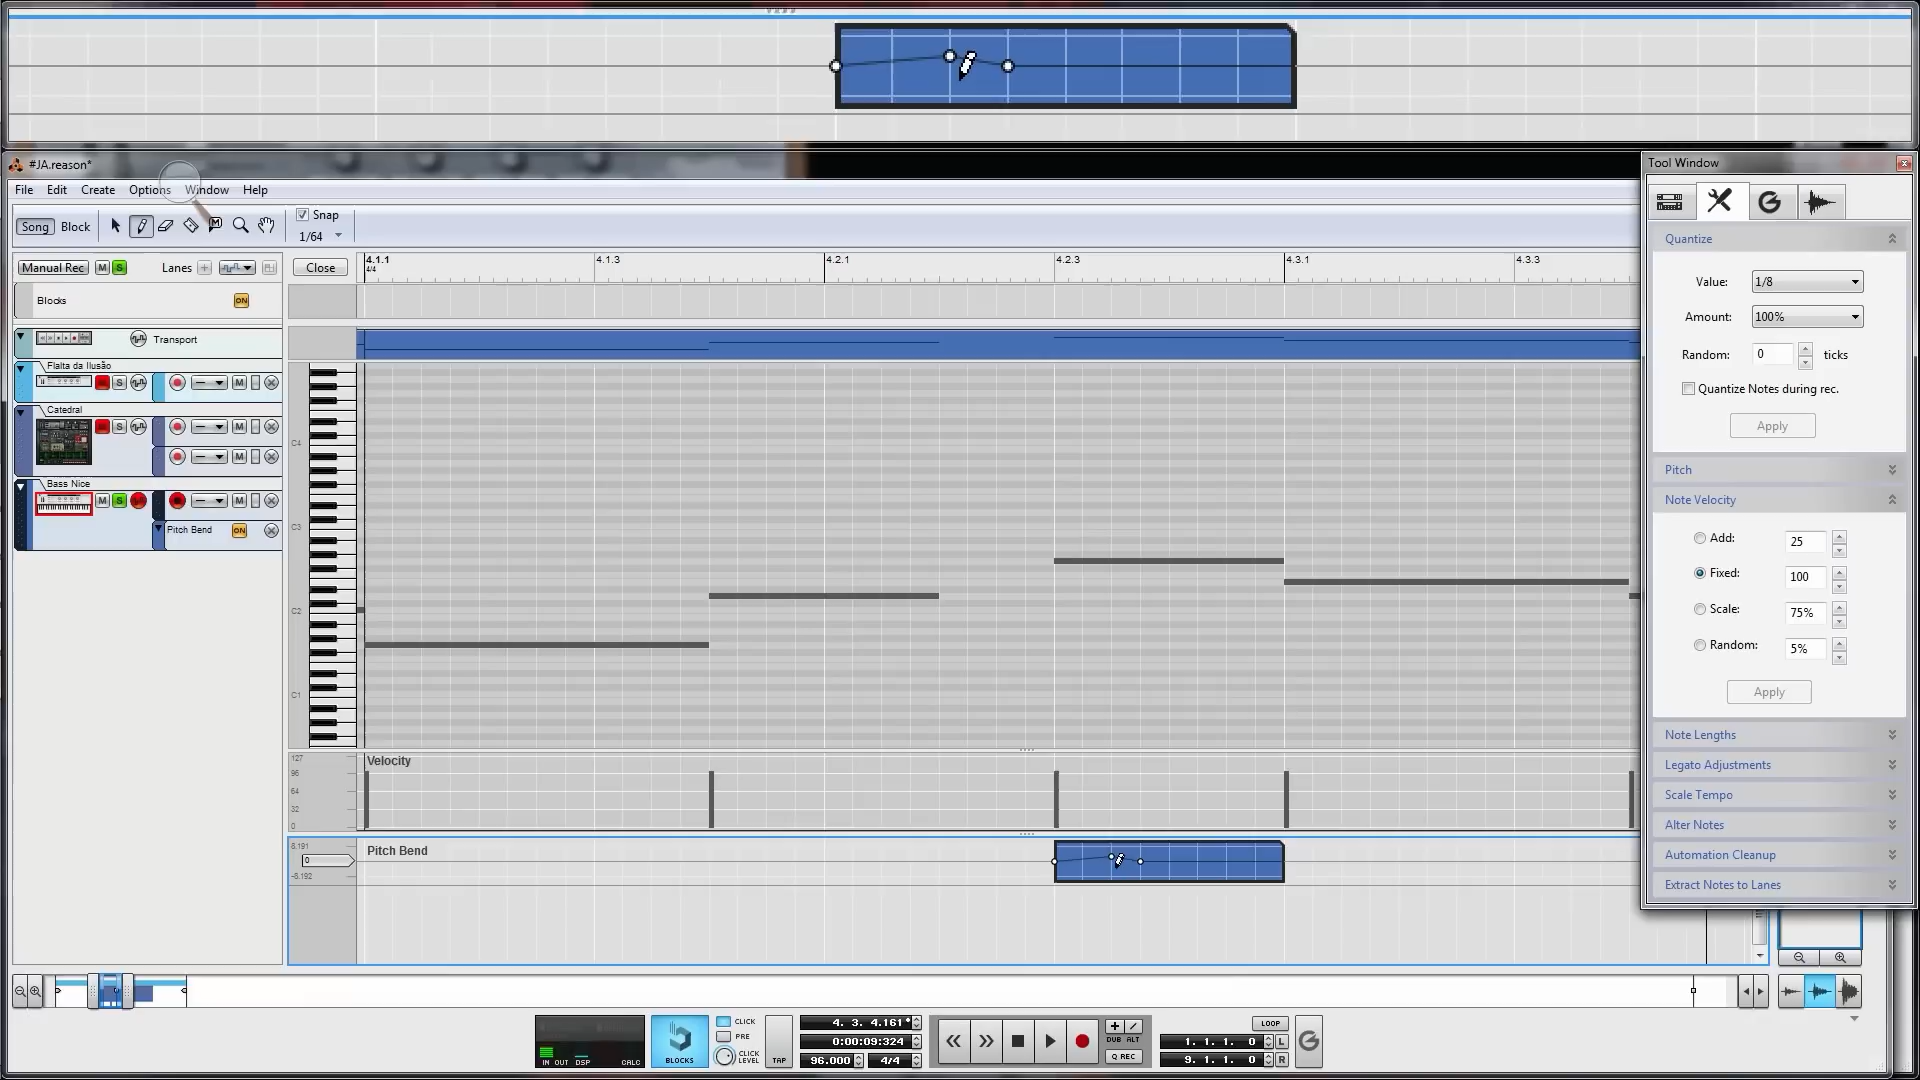 #JA.reason*
Tool Window
File Edit Create Options Window Help
Song Block
Snap
1/64
Manual Rec M S Lanes
Close
4.1.1 4.1.3 4.2.1 4.2.3 4.3.1 4.3.3
4/4
Blocks ON
Transport
Flaita da Ilusão
S M
Catedral
S M
M
Bass Nice
M S M
Pitch Bend ON
C4
C3
C2
C1
Velocity
127
96
64
32
0
Pitch Bend
8.191
0
-8.192
Quantize
Value: 1/8
Amount: 100%
Random: 0 ticks
Quantize Notes during rec.
Apply
Pitch
Note Velocity
Add: 25
Fixed: 100
Scale: 75%
Random: 5%
Apply
Note Lengths
Legato Adjustments
Scale Tempo
Alter Notes
Automation Cleanup
Extract Notes to Lanes
IN OUT DSP CALC
BLOCKS
CLICK
PRE
CLICK
LEVEL
TAP
4. 3. 4.161*
0:00:09:324
96.000 4/4
DUB ALT
Q REC
LOOP
1. 1. 1. 0 L
9. 1. 1. 0 R